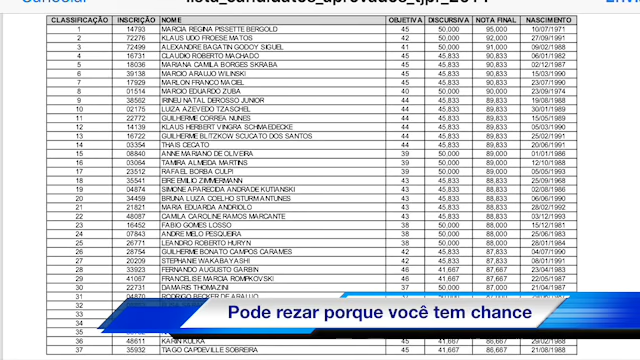 Cancelar
lista_candidatos_aprovados_tjpr_2014
CLASSIFICAÇÃO INSCRIÇÃO NOME OBJETIVA DISCURSIVA NOTA FINAL NASCIMENTO
1 14793 MARCIA REGINA PISSETTE BERGOLD 45 50,000 95,000 10/07/1971
2 72276 KLAUS UDO FROESE MATOS 42 50,000 92,000 27/09/1991
3 72499 ALEXANDRE BAGATIN GODOY SIGUEL 41 50,000 91,000 09/02/1988
4 16731 CLAUDIO ROBERTO MACHADO 45 45,833 90,833 06/01/1982
5 18036 MARIANA CAMILA BORGES SKRABA 45 45,833 90,833 02/12/1987
6 39138 MARCIO ARAUJO WILINSKI 45 45,833 90,833 15/03/1990
7 17929 MARLON FRANCO MACIEL 45 45,833 90,833 23/07/1990
8 01514 MARCIO EDUARDO ZUBA 40 50,000 90,000 23/09/1974
9 38562 IRINEU NATAL DEROSSO JUNIOR 44 45,833 89,833 19/08/1988
10 02175 LUIZA AZEVEDO TZASCHEL 44 45,833 89,833 30/01/1989
11 22772 GUILHERME CORREA NUNES 44 45,833 89,833 15/05/1989
12 14139 KLAUS HERBERT VINGRA SCHMAEDECKE 44 45,833 89,833 05/03/1990
13 16722 GUILHERME BLITZKOW SCUCATO DOS SANTOS 44 45,833 89,833 25/02/1991
14 03354 THAIS CECATO 44 45,833 89,833 20/06/1991
15 08840 ANNE MARIANO DE OLIVEIRA 39 50,000 89,000 01/01/1986
16 03064 TAMIRA ALMEIDA MARTINS 39 50,000 89,000 12/10/1988
17 23512 RAFAEL BORBA CULPI 39 50,000 89,000 05/05/1993
18 35541 EIRE EMILIO ZIMMERMANN 43 45,833 88,833 25/09/1963
19 04874 SIMONE APARECIDA ANDRADE KUTIANSKI 43 45,833 88,833 02/08/1986
20 34459 BRUNA LUIZA COELHO STURM ANTUNES 43 45,833 88,833 06/06/1990
21 21821 MARIA EDUARDA ANDRIOLO 43 45,833 88,833 28/02/1992
22 48087 CAMILA CAROLINE RAMOS MARCANTE 43 45,833 88,833 03/12/1993
23 16452 FABIO GOMES LOSSO 38 50,000 88,000 15/12/1981
24 07843 ANDRE MELO PESQUEIRA 38 50,000 88,000 25/06/1983
25 26771 LEANDRO ROBERTO HURYN 38 50,000 88,000 28/01/1984
26 28754 GUILHERME BONATO CAMPOS CARAMES 42 45,833 87,833 04/07/1990
27 20209 STEPHANIE WAKABAYASHI 42 45,833 87,833 08/01/1991
28 33923 FERNANDO AUGUSTO GARBIN 46 41,667 87,667 23/04/1983
29 41067 FRANCELISE MARCIA ROMPKOVSKI 46 41,667 87,667 22/05/1987
30 22731 DAMARIS THOMAZINI 37 50,000 87,000 21/04/1987
31 04870 RODRIGO BECKER DE ARAUJO
32
33
Pode rezar porque você tem chance
35
36 48611 KARIN KULKA 45 41,667 86,667
37 35932 TIAGO CAPDEVILLE SOBREIRA 45 41,667 86,667 21/08/1988